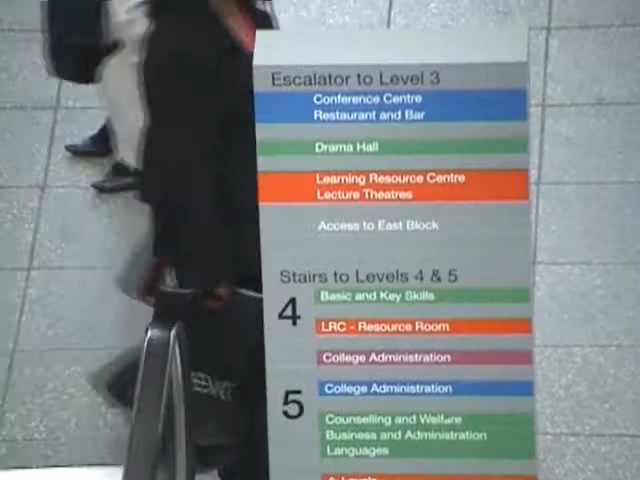 Escalator to Level 3
Conference Centre
Restaurant and Bar
Drama Hall
Learning Resource Centre
Lecture Theatres
Access to East Block
Stairs to Levels 4 & 5
4
Basic and Key Skills
LRC - Resource Room
College Administration
5
College Administration
Counselling and Welfare
Business and Administration
Languages
A Levels